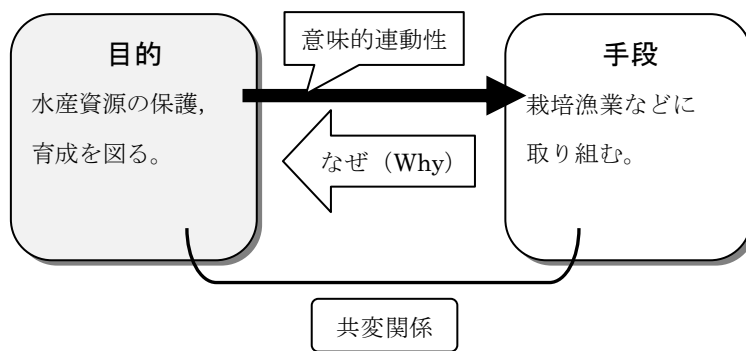 目的
水産資源の保護,
育成を図る。
意味的連動性
なぜ（Why）
手段
栽培漁業などに
取り組む。
共変関係